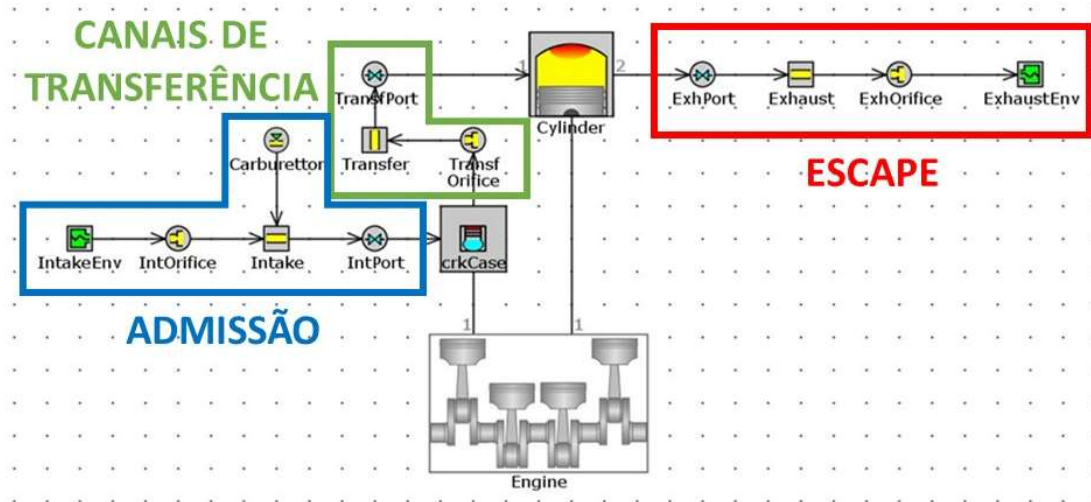 CANAIS DE
TRANSFERÊNCIA
TransfPort
1
2
Cylinder
ExhPort
Exhaust
ExhOrifice
ExhaustEnv
ESCAPE
Carburettor
Transfer
Transf
Orifice
IntakeEnv
IntOrifice
Intake
IntPort
crkCase
ADMISSÃO
1
1
Engine